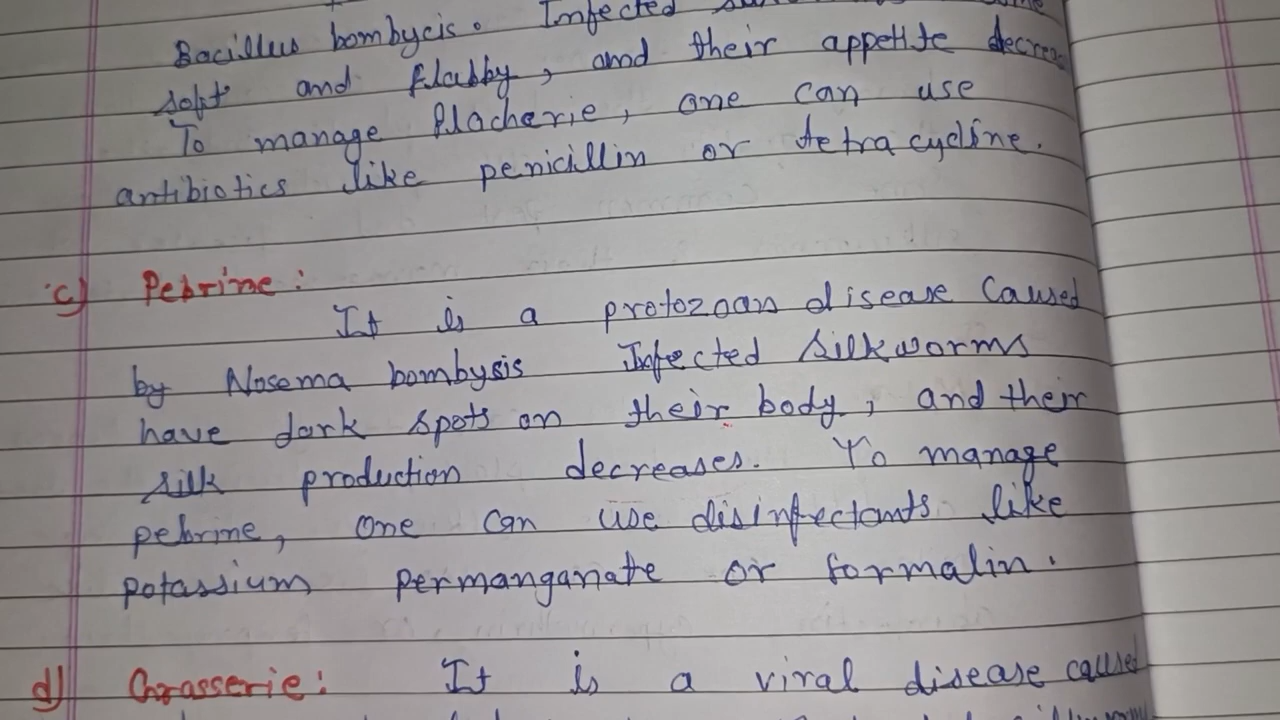 Bacillus bombycis. Infected
soft and flabby, and their appetite decrea
To manage flacherie, one can use
antibiotics like penicillin or tetracycline.
c) Pebrine:
It is a protozoan disease caused
by Nosema bombysis Infected silkworms
have dark spots on their body, and their
silk production decreases. To manage
pebrine, one can use disinfectants like
potassium permanganate or formalin.
d) Grasserie: It is a viral disease caused